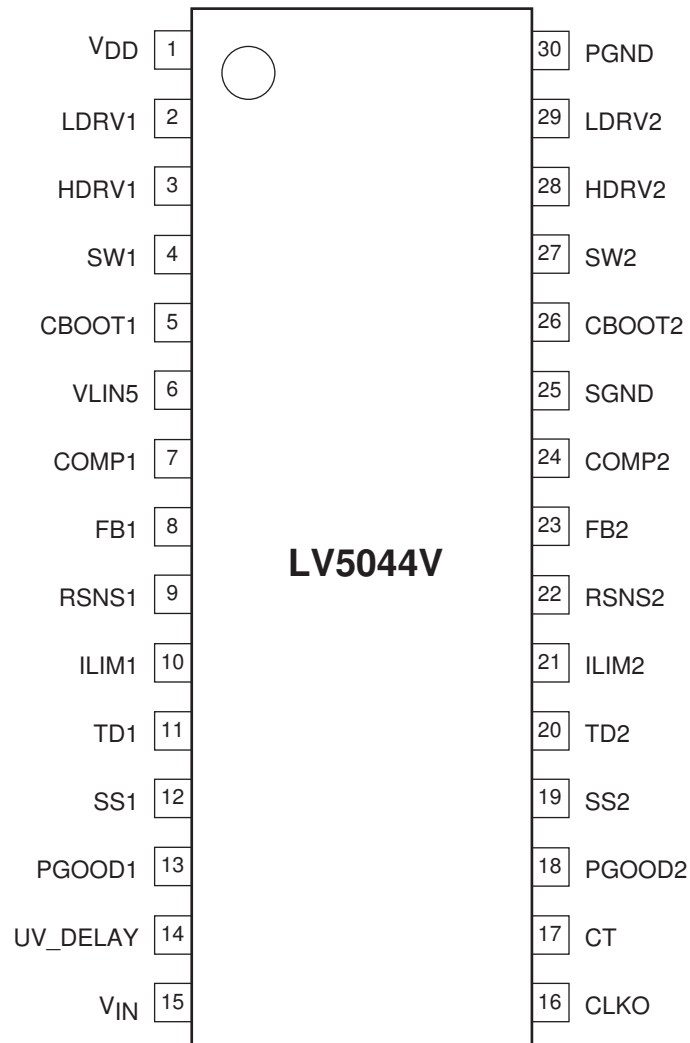 VDD 1 30 PGND
LDRV1 2 29 LDRV2
HDRV1 3 28 HDRV2
SW1 4 27 SW2
CBOOT1 5 26 CBOOT2
VLIN5 6 25 SGND
COMP1 7 24 COMP2
FB1 8 23 FB2
LV5044V
RSNS1 9 22 RSNS2
ILIM1 10 21 ILIM2
TD1 11 20 TD2
SS1 12 19 SS2
PGOOD1 13 18 PGOOD2
UV_DELAY 14 17 CT
VIN 15 16 CLKO